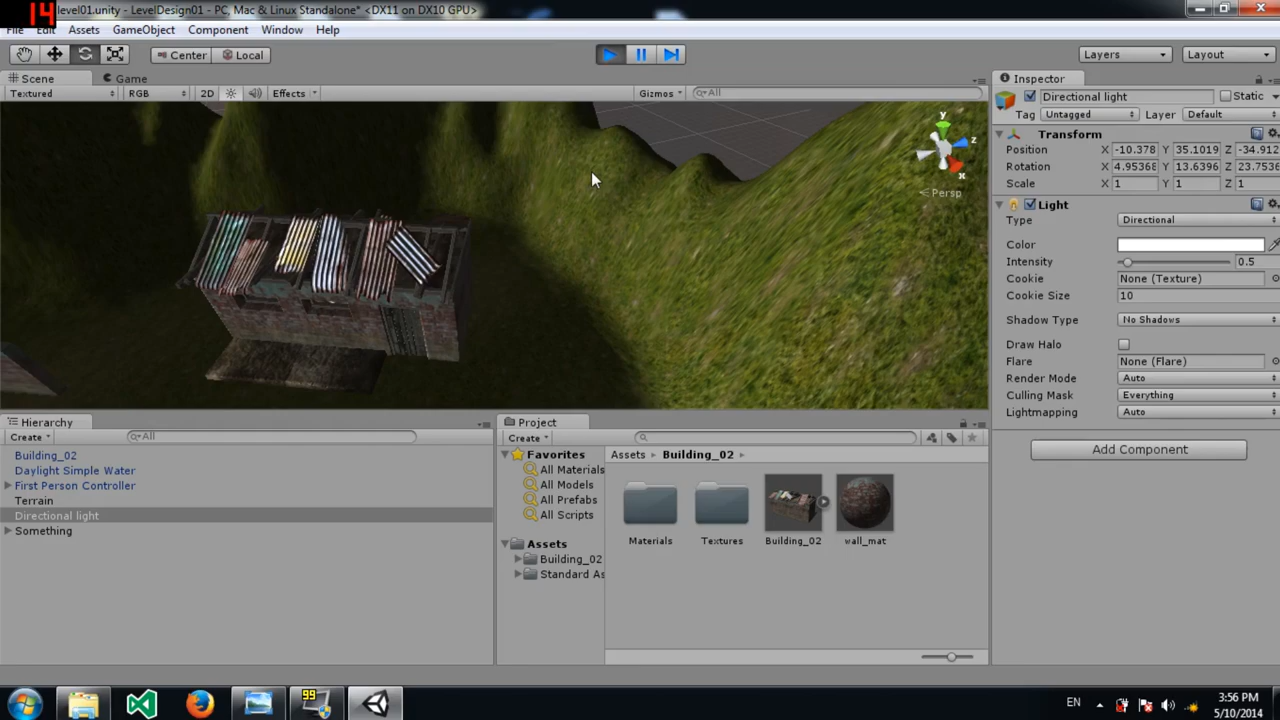 14
level01.unity - LevelDesign01 - PC, Mac & Linux Standalone* <DX11 on DX10 GPU>
File Edit Assets GameObject Component Window Help
Center Local Layers Layout
Scene Game
Textured RGB 2D Effects Gizmos All
y z x
Persp
Inspector
Directional light Static
Tag Untagged Layer Default
Transform
Position X -10.378 Y 35.1019 Z -34.912
Rotation X 4.95368 Y 13.6396 Z 23.7536
Scale X 1 Y 1 Z 1
Light
Type Directional
Color
Intensity 0.5
Cookie None (Texture)
Cookie Size 10
Shadow Type No Shadows
Draw Halo
Flare None (Flare)
Render Mode Auto
Culling Mask Everything
Lightmapping Auto
Add Component
Hierarchy
Create All
Building_02
Daylight Simple Water
First Person Controller
Terrain
Directional light
Something
Project
Create
Favorites
All Materials
All Models
All Prefabs
All Scripts
Assets
Building_02
Standard As
Assets Building_02
Materials Textures Building_02 wall_mat
99
EN
3:56 PM
5/10/2014